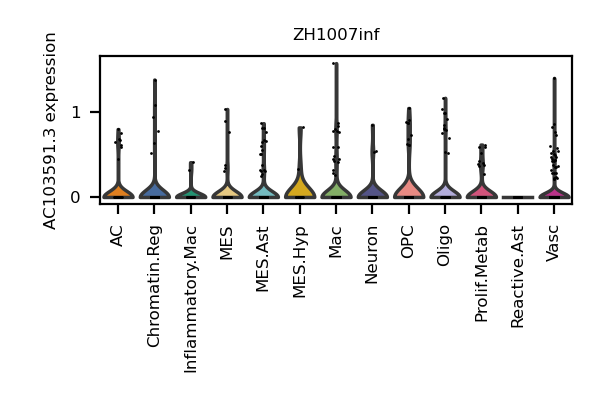 ZH1007inf
AC103591.3 expression
1
0
AC
Chromatin.Reg
Inflammatory.Mac
MES
MES.Ast
MES.Hyp
Mac
Neuron
OPC
Oligo
Prolif.Metab
Reactive.Ast
Vasc